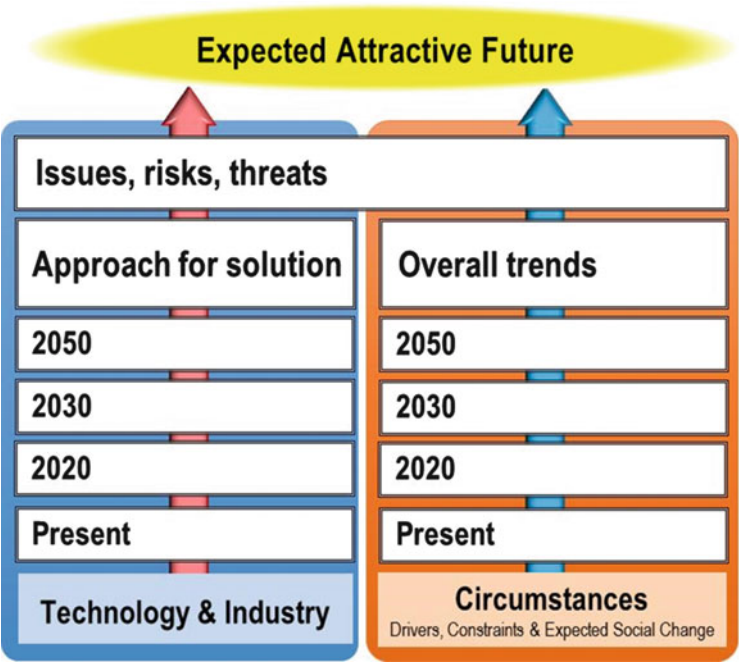 Expected Attractive Future
Issues, risks, threats
Approach for solution
Overall trends
2050
2050
2030
2030
2020
2020
Present
Present
Technology & Industry
Circumstances
Drivers, Constraints & Expected Social Change